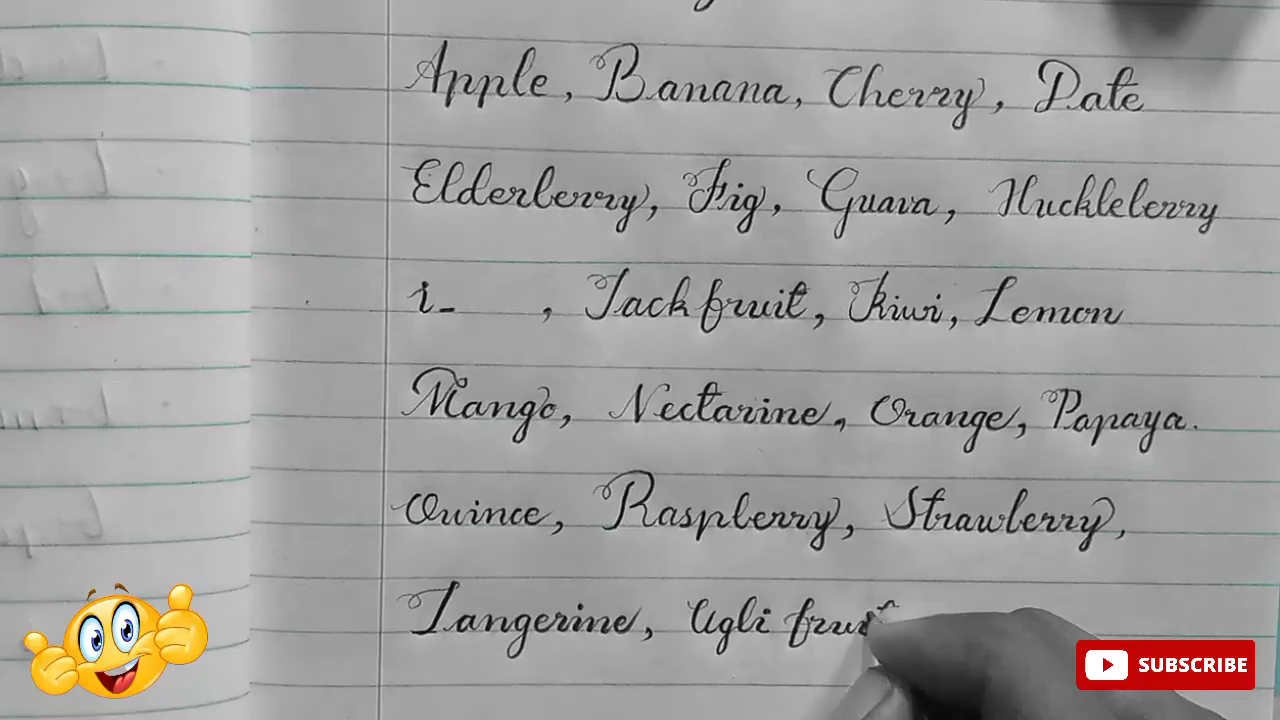 Apple, Banana, Cherry, Date
Elderberry, Fig, Guava, Huckleberry
i- , Jackfruit, Kiwi, Lemon
Mango, Nectarine, Orange, Papaya.
Quince, Raspberry, Strawberry,
Tangerine, Ugli fruit
SUBSCRIBE